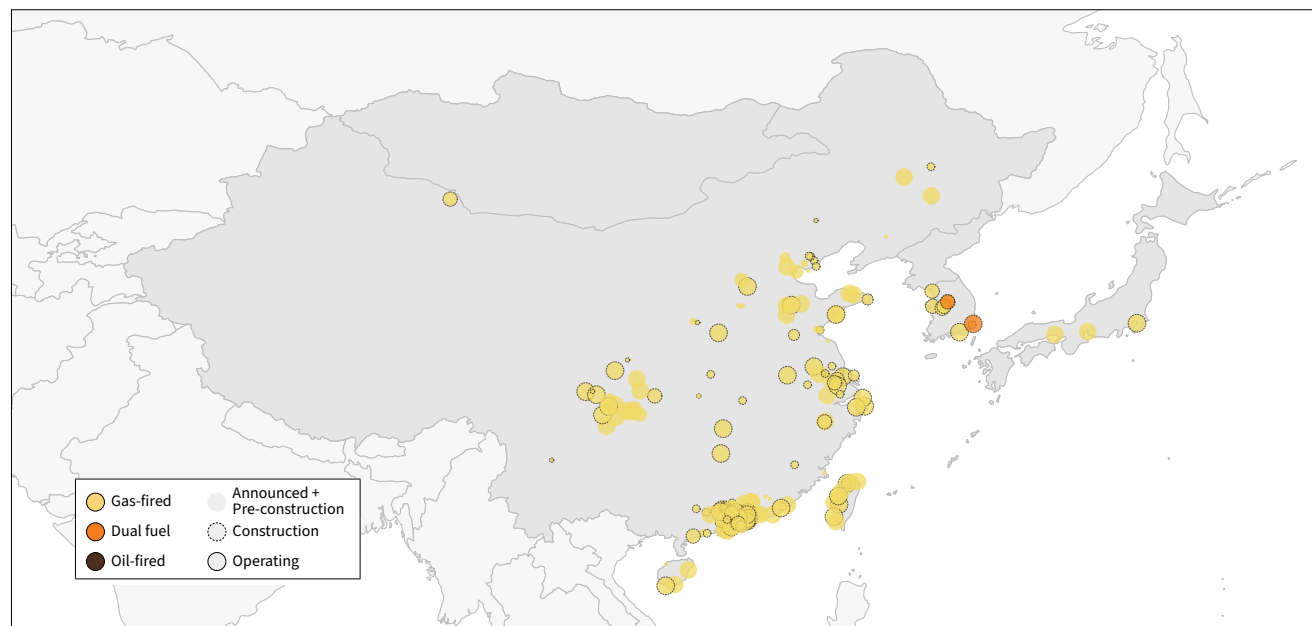 Gas-fired
Dual fuel
Oil-fired
Announced +
Pre-construction
Construction
Operating